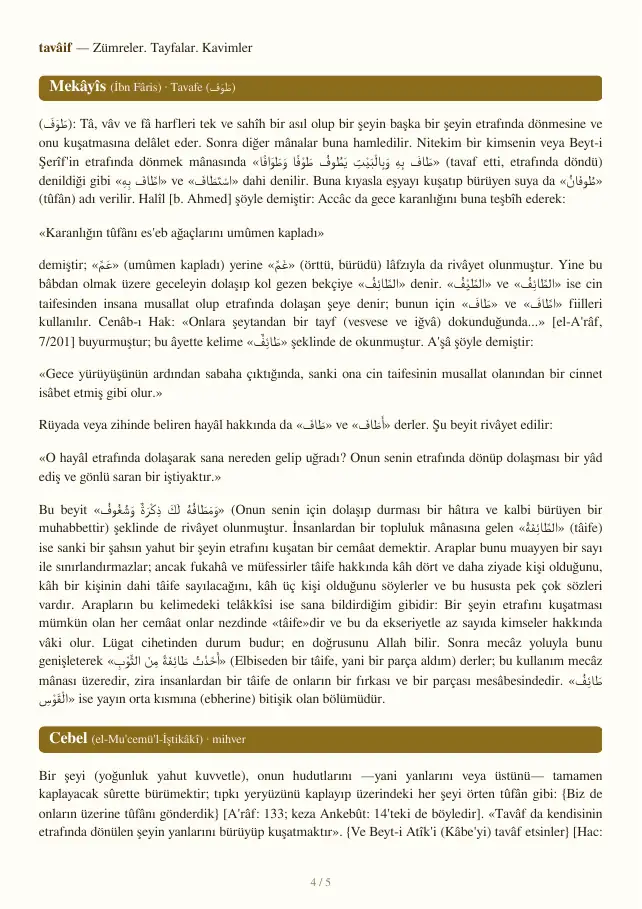 tavâif — Zümreler. Tayfalar. Kavimler
Mekâyîs (İbn Fâris) · Tavafe (طَوَفَ)
(طَوَفَ): Tâ, vâv ve fâ harfleri tek ve sahîh bir asıl olup bir şeyin başka bir şeyin etrafında dönmesine ve
onu kuşatmasına delâlet eder. Sonra diğer mânalar buna hamledilir. Nitekim bir kimsenin veya Beyt-i
Şerîf'in etrafında dönmek mânasında «طَافَ بِهِ وَبِالْبَيْتِ يَطُوفُ طَوْفًا وَطَوَافًا» (tavaf etti, etrafında döndü)
denildiği gibi «اطَّافَ بِهِ» ve «اسْتَطَافَ» dahi denilir. Buna kıyasla eşyayı kuşatıp bürüyen suya da «طُوفَانٌ»
(tûfân) adı verilir. Halîl [b. Ahmed] şöyle demiştir: Accâc da gece karanlığını buna teşbîh ederek:
«Karanlığın tûfânı es'eb ağaçlarını umûmen kapladı»
demiştir; «عَمَّ» (umûmen kapladı) yerine «غَمَّ» (örttü, bürüdü) lâfzıyla da rivâyet olunmuştur. Yine bu
bâbdan olmak üzere geceleyin dolaşıp kol gezen bekçiye «الطَّائِفُ» denir. «الطَّيْفُ» ve «الطَّائِفُ» ise cin
taifesinden insana musallat olup etrafında dolaşan şeye denir; bunun için «طَافَ» ve «اطَّافَ» fiilleri
kullanılır. Cenâb-ı Hak: «Onlara şeytandan bir tayf (vesvese ve iğvâ) dokunduğunda...» [el-A'râf,
7/201] buyurmuştur; bu âyette kelime «طَائِفٌ» şeklinde de okunmuştur. A'şâ şöyle demiştir:
«Gece yürüyüşünün ardından sabaha çıktığında, sanki ona cin taifesinin musallat olanından bir cinnet
isâbet etmiş gibi olur.»
Rüyada veya zihinde beliren hayâl hakkında da «طَافَ» ve «أَطَافَ» derler. Şu beyit rivâyet edilir:
«O hayâl etrafında dolaşarak sana nereden gelip uğradı? Onun senin etrafında dönüp dolaşması bir yâd
ediş ve gönlü saran bir iştiyaktır.»
Bu beyit «وَمَطَافُهُ لَكَ ذِكْرَةٌ وَشُغُوفُ» (Onun senin için dolaşıp durması bir hâtıra ve kalbi bürüyen bir
muhabbettir) şeklinde de rivâyet olunmuştur. İnsanlardan bir topluluk mânasına gelen «الطَّائِفَةُ» (tâife)
ise sanki bir şahsın yahut bir şeyin etrafını kuşatan bir cemâat demektir. Araplar bunu muayyen bir sayı
ile sınırlandırmazlar; ancak fukahâ ve müfessirler tâife hakkında kâh dört ve daha ziyade kişi olduğunu,
kâh bir kişinin dahi tâife sayılacağını, kâh üç kişi olduğunu söylerler ve bu hususta pek çok sözleri
vardır. Arapların bu kelimedeki telâkkîsi ise sana bildirdiğim gibidir: Bir şeyin etrafını kuşatması
mümkün olan her cemâat onlar nezdinde «tâife»dir ve bu da ekseriyetle az sayıda kimseler hakkında
vâki olur. Lügat cihetinden durum budur; en doğrusunu Allah bilir. Sonra mecâz yoluyla bunu
genişleterek «أَخَذْتُ طَائِفَةً مِنَ الثَّوْبِ» (Elbiseden bir tâife, yani bir parça aldım) derler; bu kullanım mecâz
mânası üzeredir, zira insanlardan bir tâife de onların bir fırkası ve bir parçası mesâbesindedir. «طَائِفُ
الْقَوْسِ» ise yayın orta kısmına (ebherine) bitişik olan bölümüdür.
Cebel (el-Mu'cemü'l-İştikâkî) · mihver
Bir şeyi (yoğunluk yahut kuvvetle), onun hudutlarını —yani yanlarını veya üstünü— tamamen
kaplayacak sûrette bürümektir; tıpkı yeryüzünü kaplayıp üzerindeki her şeyi örten tûfân gibi: {Biz de
onların üzerine tûfânı gönderdik} [A'râf: 133; keza Ankebût: 14'teki de böyledir]. «Tavâf da kendisinin
etrafında dönülen şeyin yanlarını bürüyüp kuşatmaktır». {Ve Beyt-i Atîk'i (Kâbe'yi) tavâf etsinler} [Hac:
4 / 5